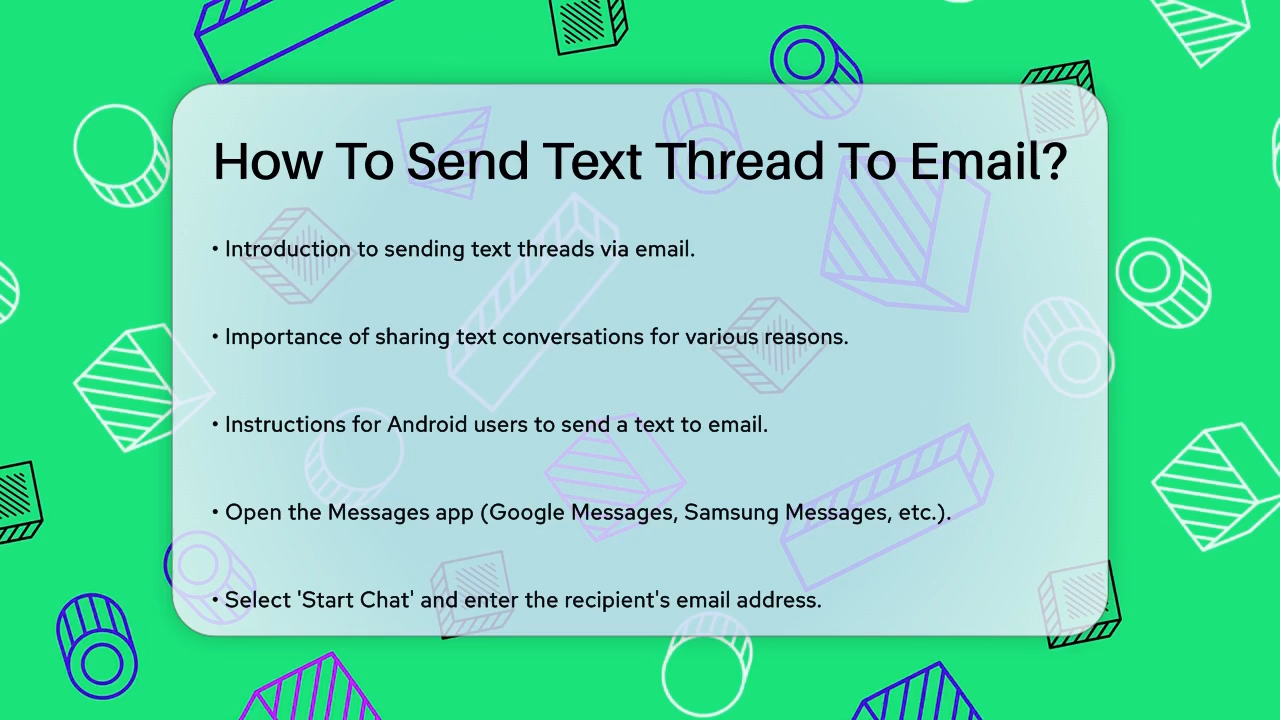 How To Send Text Thread To Email?
• Introduction to sending text threads via email.
• Importance of sharing text conversations for various reasons.
• Instructions for Android users to send a text to email.
• Open the Messages app (Google Messages, Samsung Messages, etc.).
• Select 'Start Chat' and enter the recipient's email address.